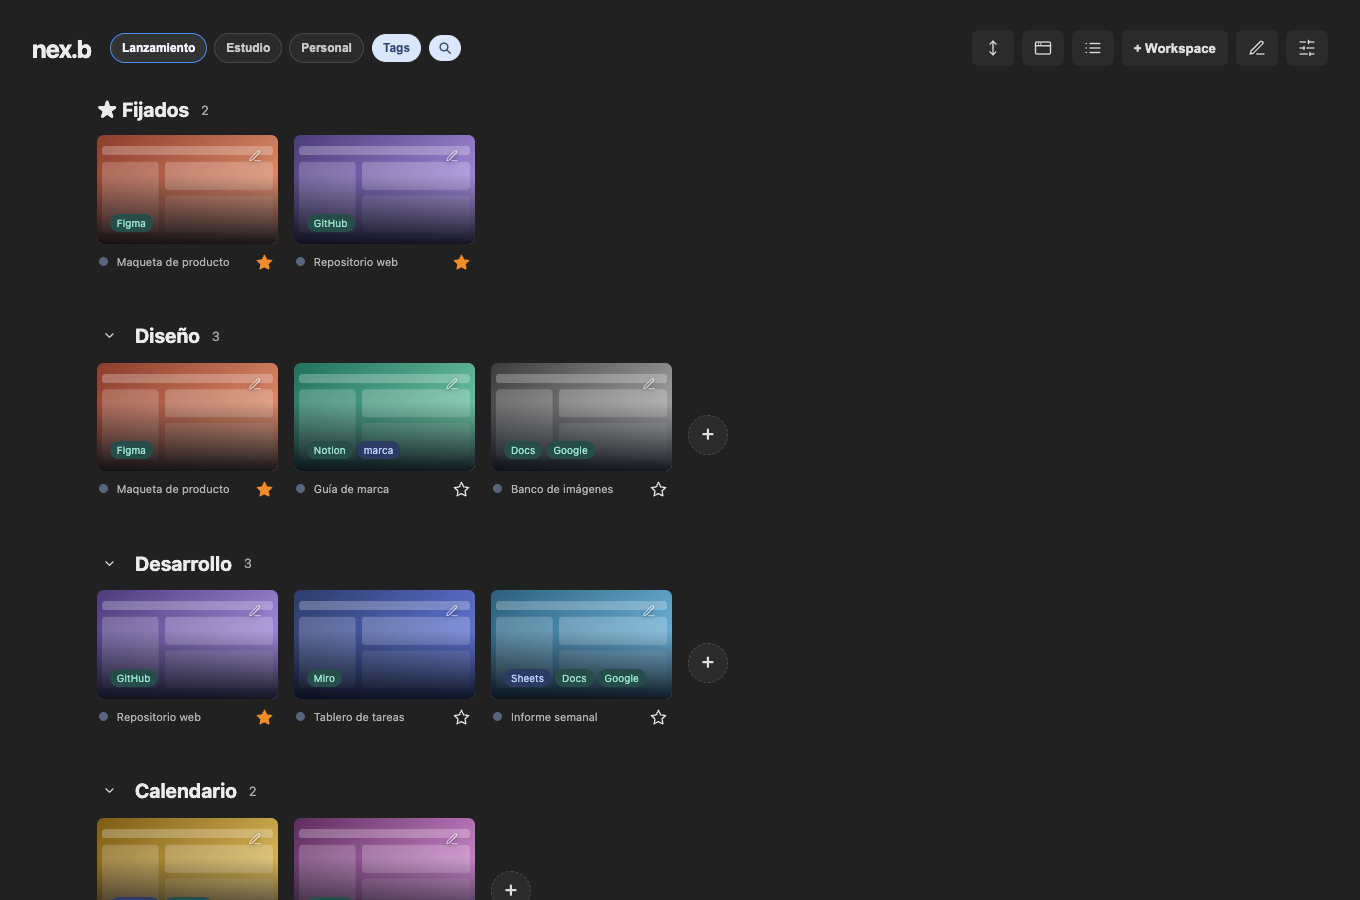 nex.b Lanzamiento Estudio Personal Tags + Workspace
Fijados 2
Figma GitHub
Maqueta de producto Repositorio web
Diseño 3
Figma Notion marca Docs Google
+
Maqueta de producto Guía de marca Banco de imágenes
Desarrollo 3
GitHub Miro Sheets Docs Google
+
Repositorio web Tablero de tareas Informe semanal
Calendario 2
+